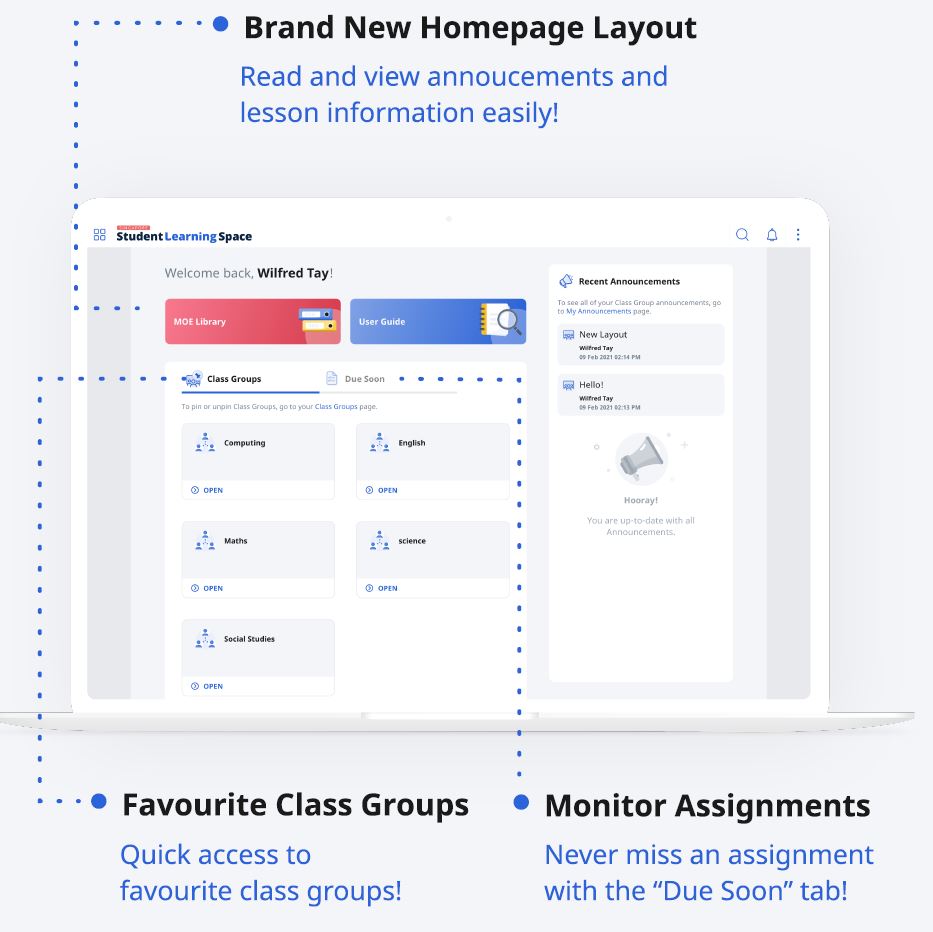 Brand New Homepage Layout
Read and view annoucements and
lesson information easily!
SINGAPORE
Student Learning Space
Welcome back, Wilfred Tay!
MOE Library
User Guide
Class Groups
Due Soon
To pin or unpin Class Groups, go to your Class Groups page.
Computing
OPEN
English
OPEN
Maths
OPEN
science
OPEN
Social Studies
OPEN
Recent Announcements
To see all of your Class Group announcements, go
to My Announcements page.
New Layout
Wilfred Tay
09 Feb 2021 02:14 PM
Hello!
Wilfred Tay
09 Feb 2021 02:13 PM
Hooray!
You are up-to-date with all
Announcements.
Favourite Class Groups
Quick access to
favourite class groups!
Monitor Assignments
Never miss an assignment
with the “Due Soon” tab!